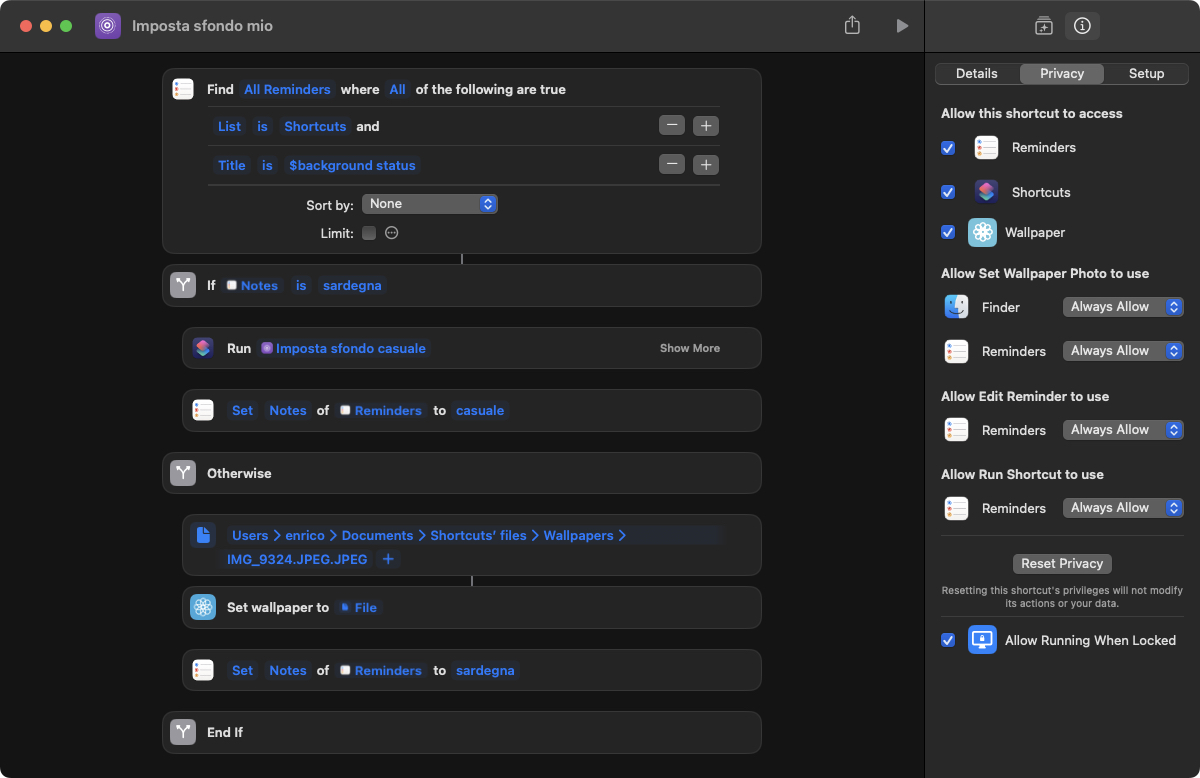 Imposta sfondo mio
Find All Reminders where All of the following are true
List is Shortcuts and
Title is $background status
Sort by: None
Limit:
If Notes is sardegna
Run Imposta sfondo casuale Show More
Set Notes of Reminders to casuale
Otherwise
Users > enrico > Documents > Shortcuts’ files > Wallpapers >
IMG_9324.JPEG.JPEG +
Set wallpaper to File
Set Notes of Reminders to sardegna
End If
Details Privacy Setup
Allow this shortcut to access
Reminders
Shortcuts
Wallpaper
Allow Set Wallpaper Photo to use
Finder Always Allow
Reminders Always Allow
Allow Edit Reminder to use
Reminders Always Allow
Allow Run Shortcut to use
Reminders Always Allow
Reset Privacy
Resetting this shortcut's privileges will not modify
its actions or your data.
Allow Running When Locked